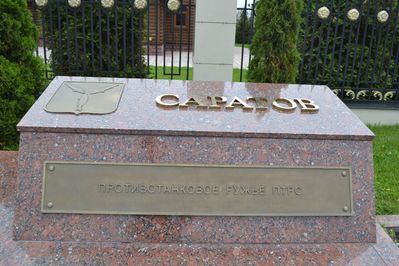 САРАТОВ
ПРОТИВОТАНКОВОЕ РУЖЬЕ ПТРС